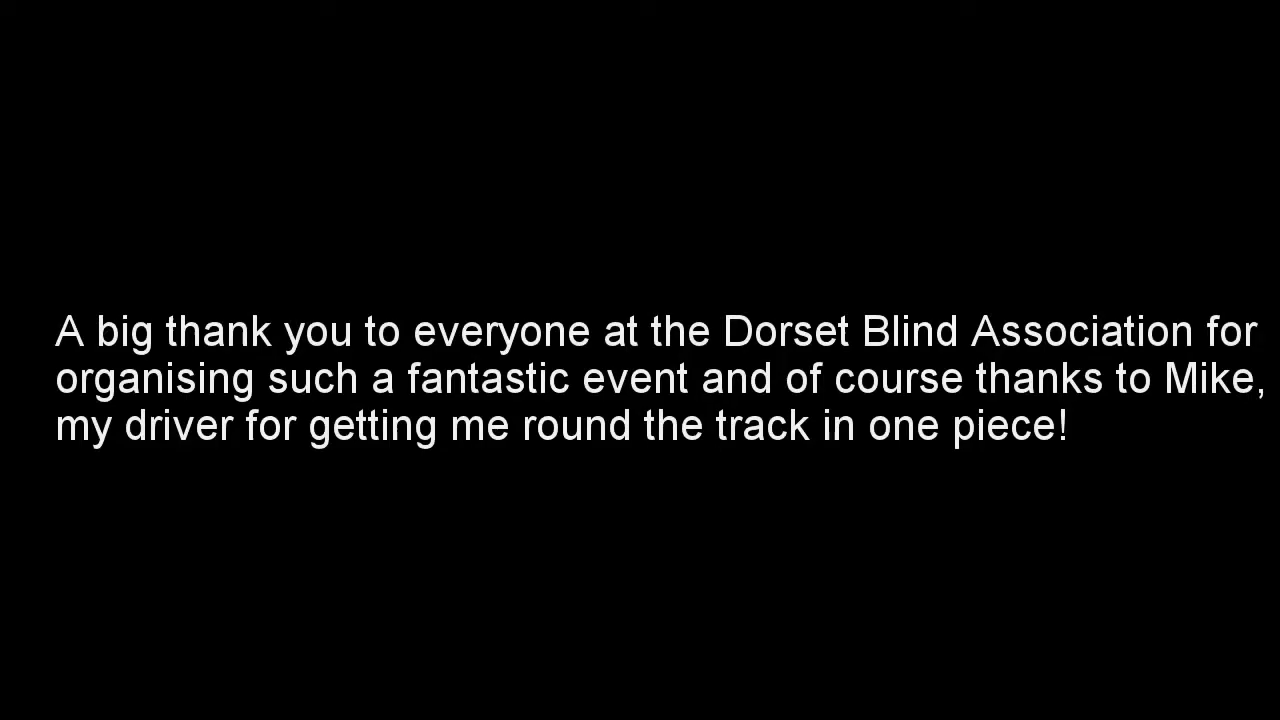 A big thank you to everyone at the Dorset Blind Association for
organising such a fantastic event and of course thanks to Mike,
my driver for getting me round the track in one piece!